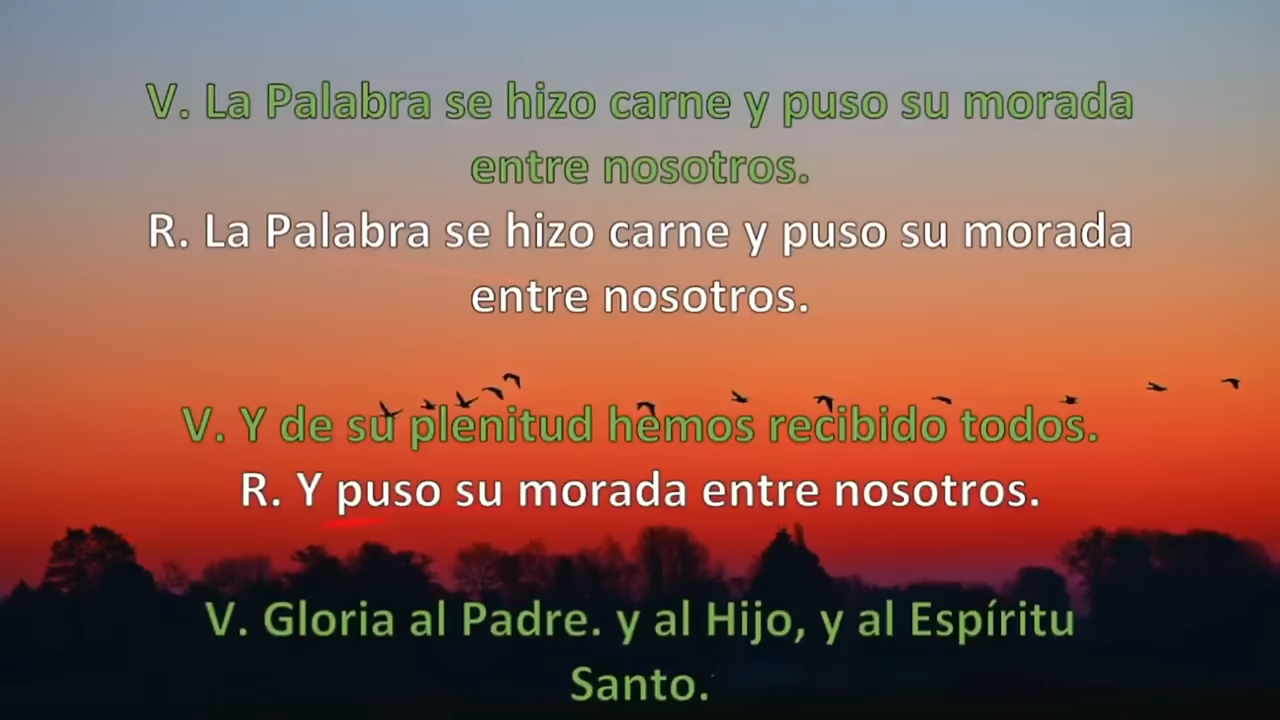 V. La Palabra se hizo carne y puso su morada
entre nosotros.
R. La Palabra se hizo carne y puso su morada
entre nosotros.
V. Y de su plenitud hemos recibido todos.
R. Y puso su morada entre nosotros.
V. Gloria al Padre. y al Hijo, y al Espíritu
Santo.